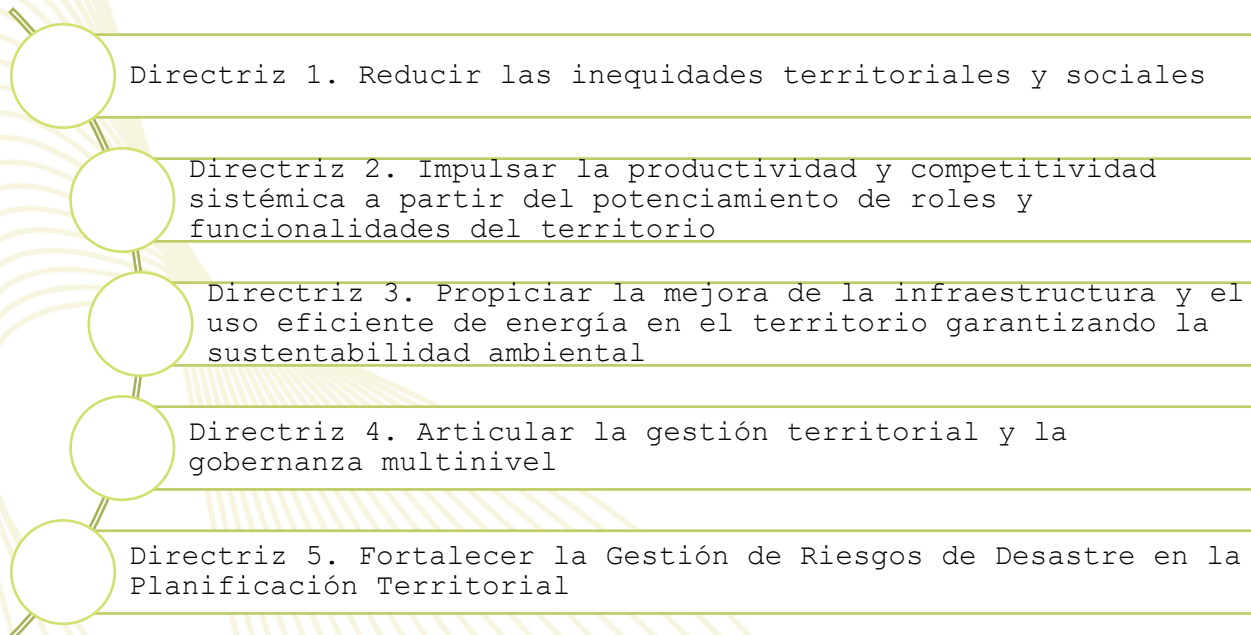 Directriz 1. Reducir las inequidades territoriales y sociales
Directriz 2. Impulsar la productividad y competitividad
sistémica a partir del potenciamiento de roles y
funcionalidades del territorio
Directriz 3. Propiciar la mejora de la infraestructura y el
uso eficiente de energía en el territorio garantizando la
sustentabilidad ambiental
Directriz 4. Articular la gestión territorial y la
gobernanza multinivel
Directriz 5. Fortalecer la Gestión de Riesgos de Desastre en la
Planificación Territorial